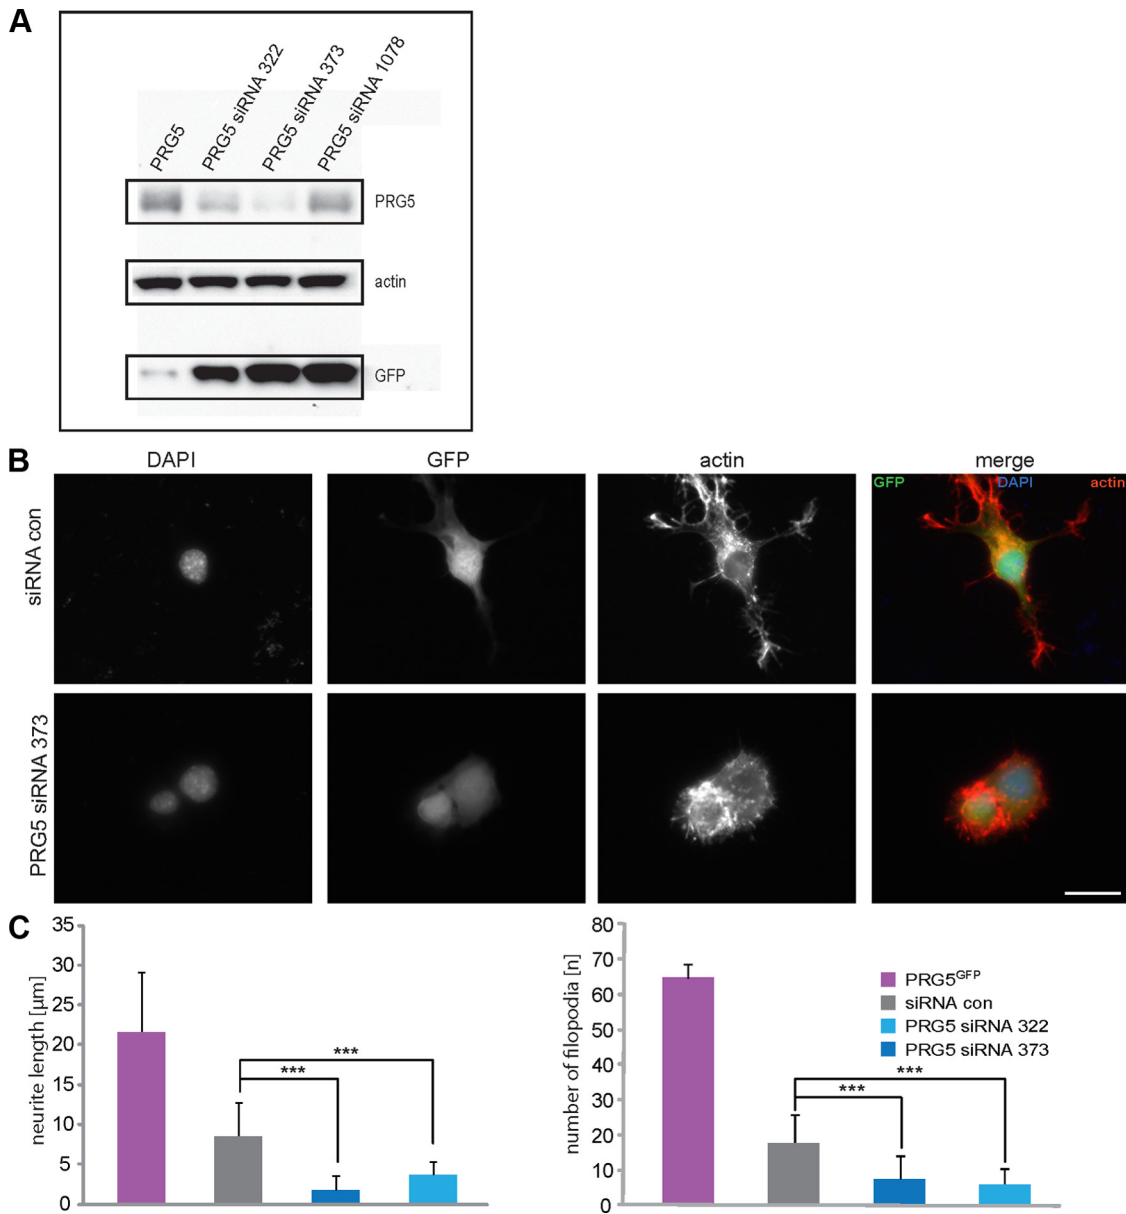 A
PRG5
PRG5 siRNA 322
PRG5 siRNA 373
PRG5 siRNA 1078
PRG5
actin
GFP
B
DAPI
GFP
actin
merge
siRNA con
GFP
DAPI
actin
PRG5 siRNA 373
C
neurite length [µm]
35
30
25
20
15
10
5
0
***
***
number of filopodia [n]
80
70
60
50
40
30
20
10
0
***
***
PRG5GFP
siRNA con
PRG5 siRNA 322
PRG5 siRNA 373